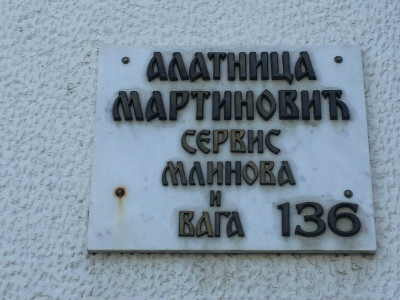 АЛАТНИЦА
МАРТИНОВИЋ
СЕРВИС
МЛИНОВА
И
ВАГА 136